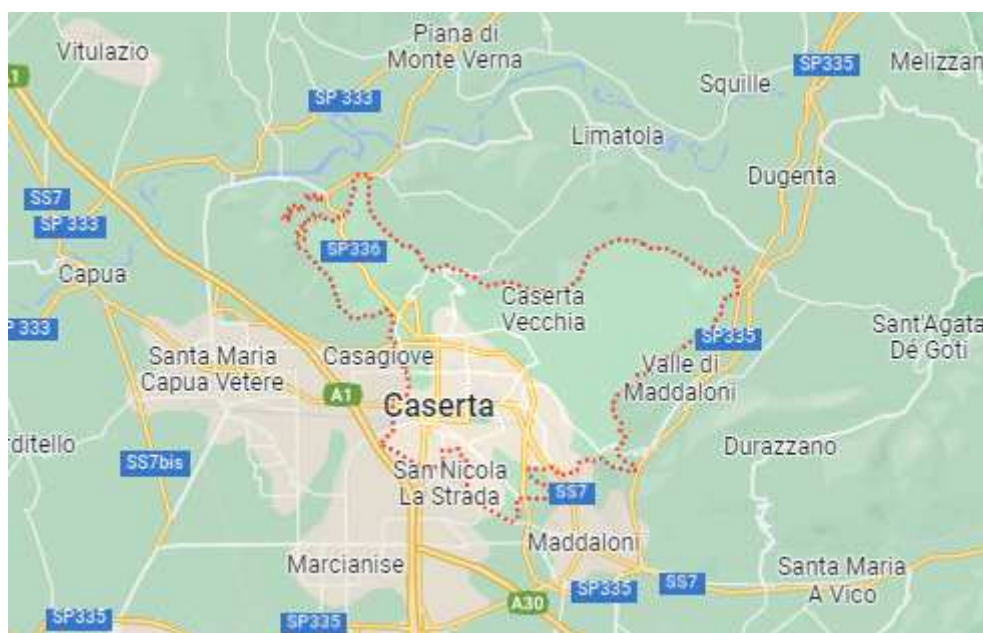 Vitulazio
Piana di
Monte Verna
SP335
Melizzan
Squille
SP 333
Limatola
Dugenta
SS7
SP 333
SP336
Capua
Caserta
Vecchia
P 333
SP335
Sant'Agata
Dé Goti
Santa Maria
Capua Vetere
Casagiove
Valle di
Maddaloni
A1
Caserta
rditello
Durazzano
SS7bis
San Nicola
La Strada
SS7
Maddaloni
Marcianise
Santa Maria
A Vico
SP335
SS7
A30
SP335
SP335